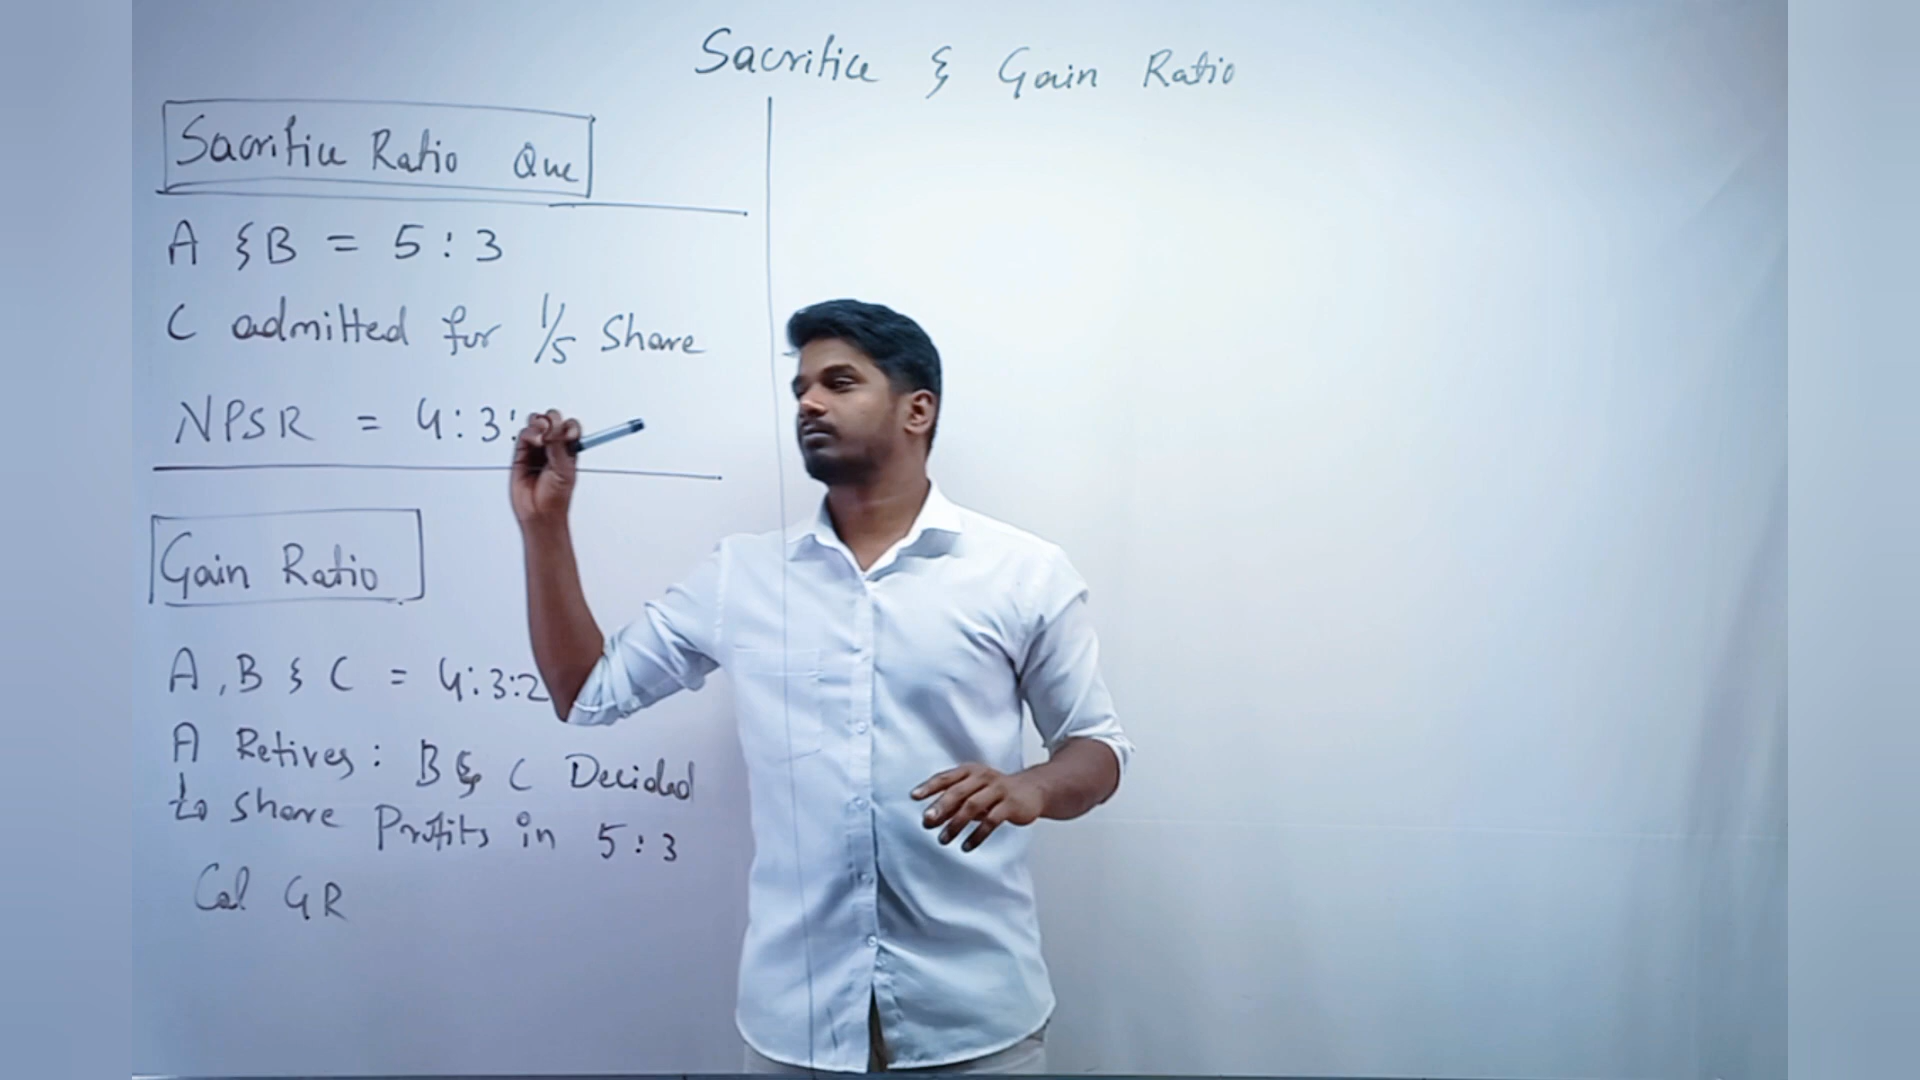 Sacrifice & Gain Ratio
Sacrifice Ratio Que
A & B = 5 : 3
C admitted for 1/5 Share
NPSR = 4 : 3 :
Gain Ratio
A, B & C = 4:3:2
A Retires : B & C Decided
to share Profits in 5 : 3
Cal GR